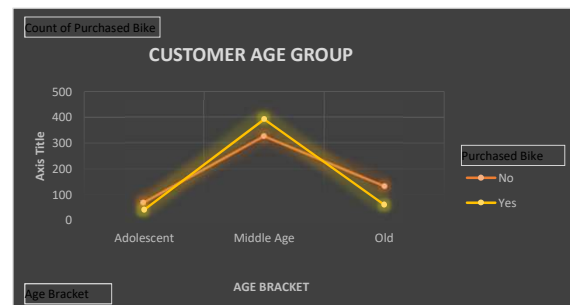 Count of Purchased Bike
CUSTOMER AGE GROUP
500
400
300
200
100
0
Axis Title
Adolescent Middle Age Old
AGE BRACKET
Purchased Bike
No
Yes
Age Bracket